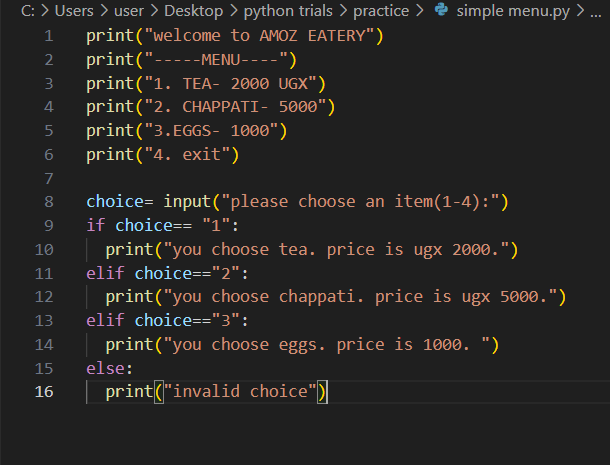 C: > Users > user > Desktop > python trials > practice > simple menu.py > ...
1 print("welcome to AMOZ EATERY")
2 print("-----MENU----")
3 print("1. TEA- 2000 UGX")
4 print("2. CHAPPATI- 5000")
5 print("3.EGGS- 1000")
6 print("4. exit")
7
8 choice= input("please choose an item(1-4):")
9 if choice== "1":
10   print("you choose tea. price is ugx 2000.")
11 elif choice=="2":
12   print("you choose chappati. price is ugx 5000.")
13 elif choice=="3":
14   print("you choose eggs. price is 1000. ")
15 else:
16   print("invalid choice")